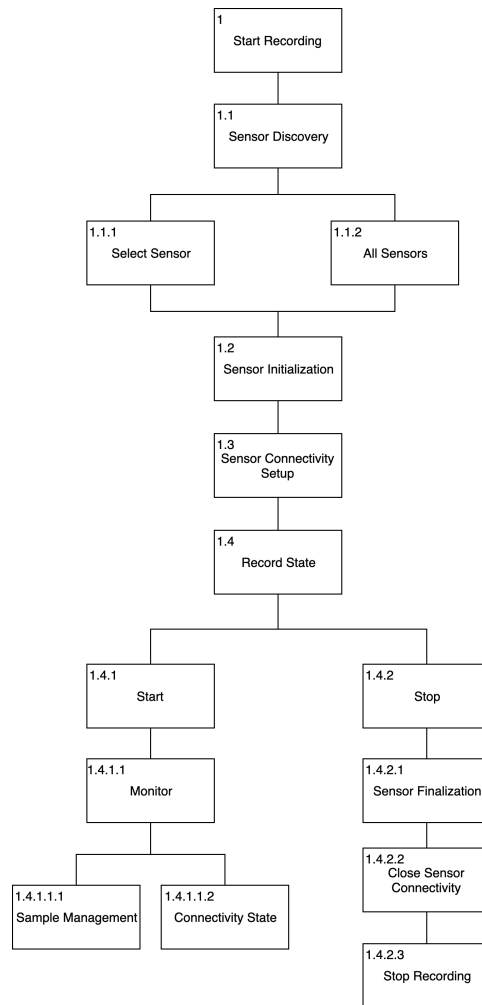 1
Start Recording
1.1
Sensor Discovery
1.1.1
Select Sensor
1.1.2
All Sensors
1.2
Sensor Initialization
1.3
Sensor Connectivity
Setup
1.4
Record State
1.4.1
Start
1.4.2
Stop
1.4.1.1
Monitor
1.4.2.1
Sensor Finalization
1.4.1.1.1
Sample Management
1.4.1.1.2
Connectivity State
1.4.2.2
Close Sensor
Connectivity
1.4.2.3
Stop Recording